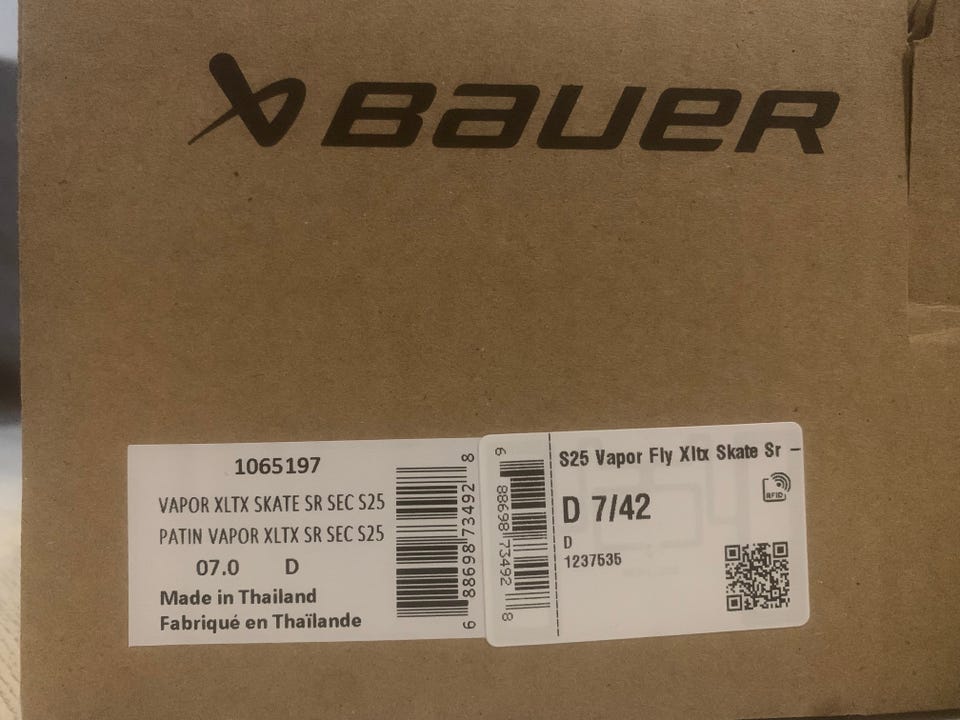 BAUER
1065197
VAPOR XLTX SKATE SR SEC S25
PATIN VAPOR XLTX SR SEC S25
07.0 D
Made in Thailand
Fabriqué en Thaïlande
6 88698 73492 8
6 88698 73492 8
S25 Vapor Fly Xltx Skate Sr –
RFID
D 7/42
D
1237535